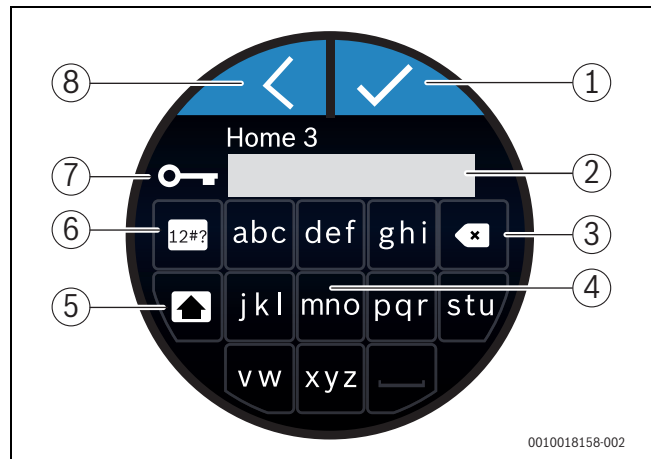 8 1
Home 3
7 2
6 12#? abc def ghi 3
4
5 jkl mno pqr stu
vw xyz
0010018158-002